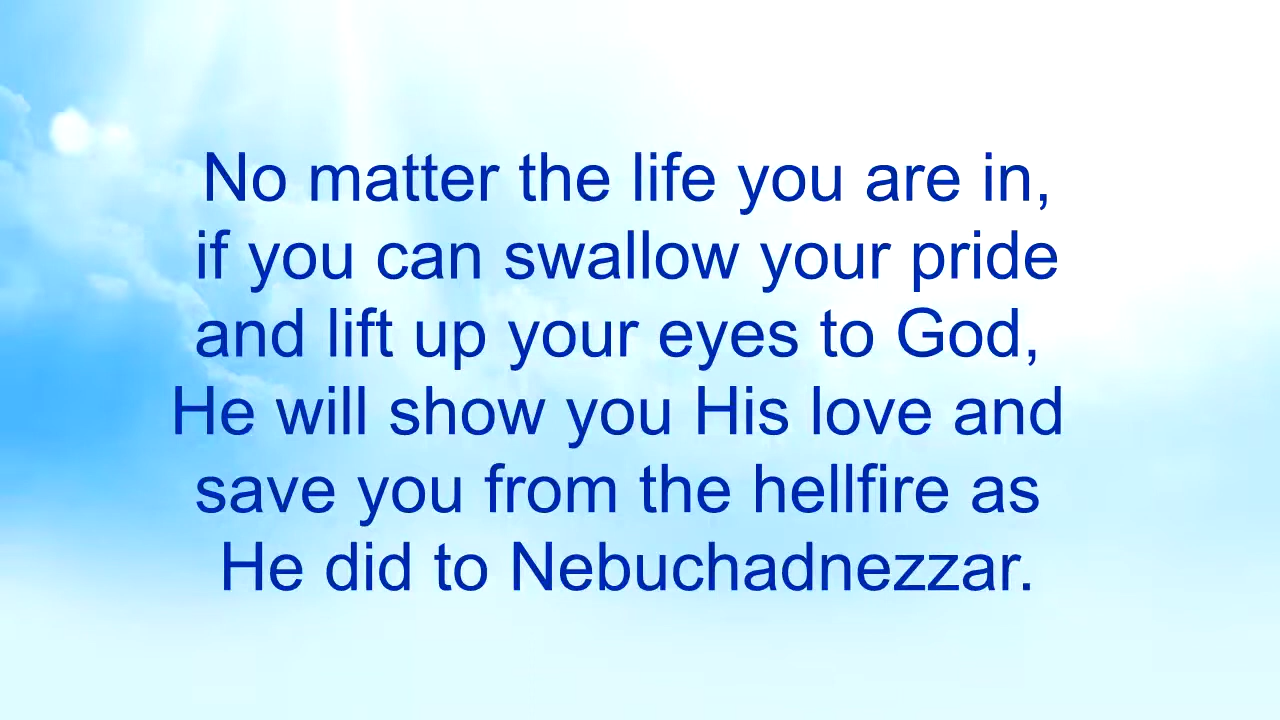 No matter the life you are in,
if you can swallow your pride
and lift up your eyes to God,
He will show you His love and
save you from the hellfire as
He did to Nebuchadnezzar.